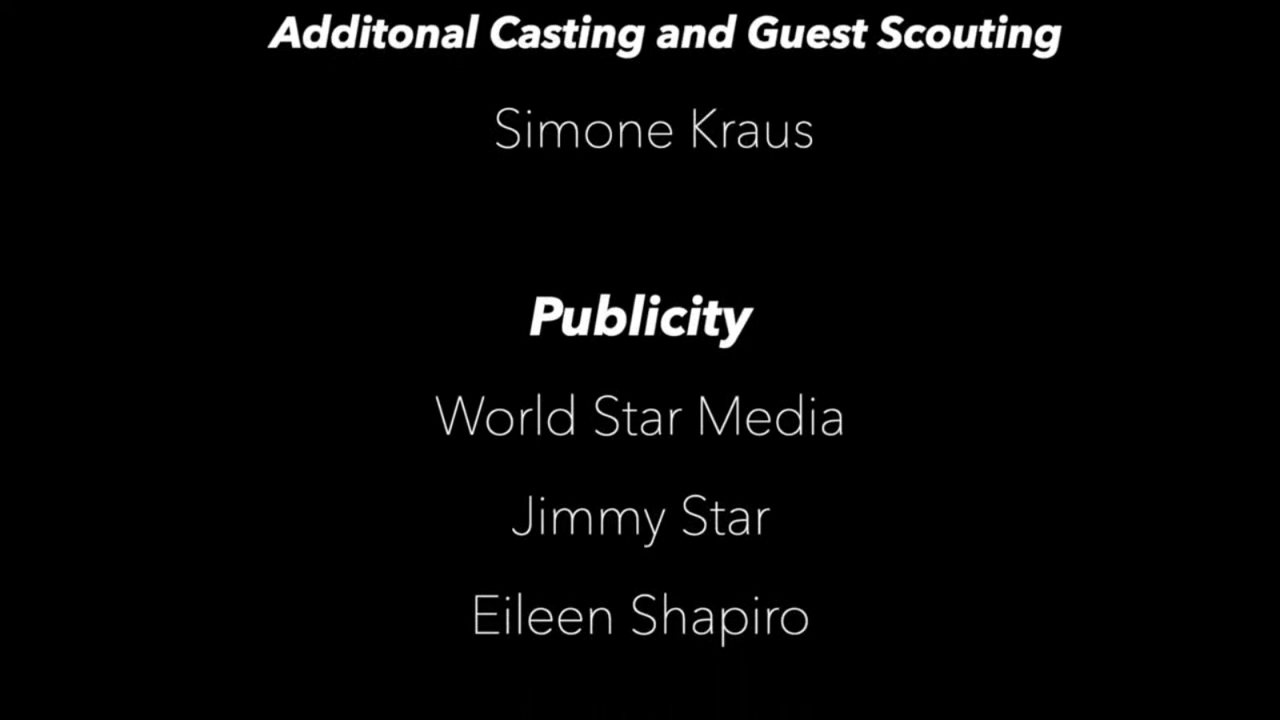 Additonal Casting and Guest Scouting
Simone Kraus
Publicity
World Star Media
Jimmy Star
Eileen Shapiro